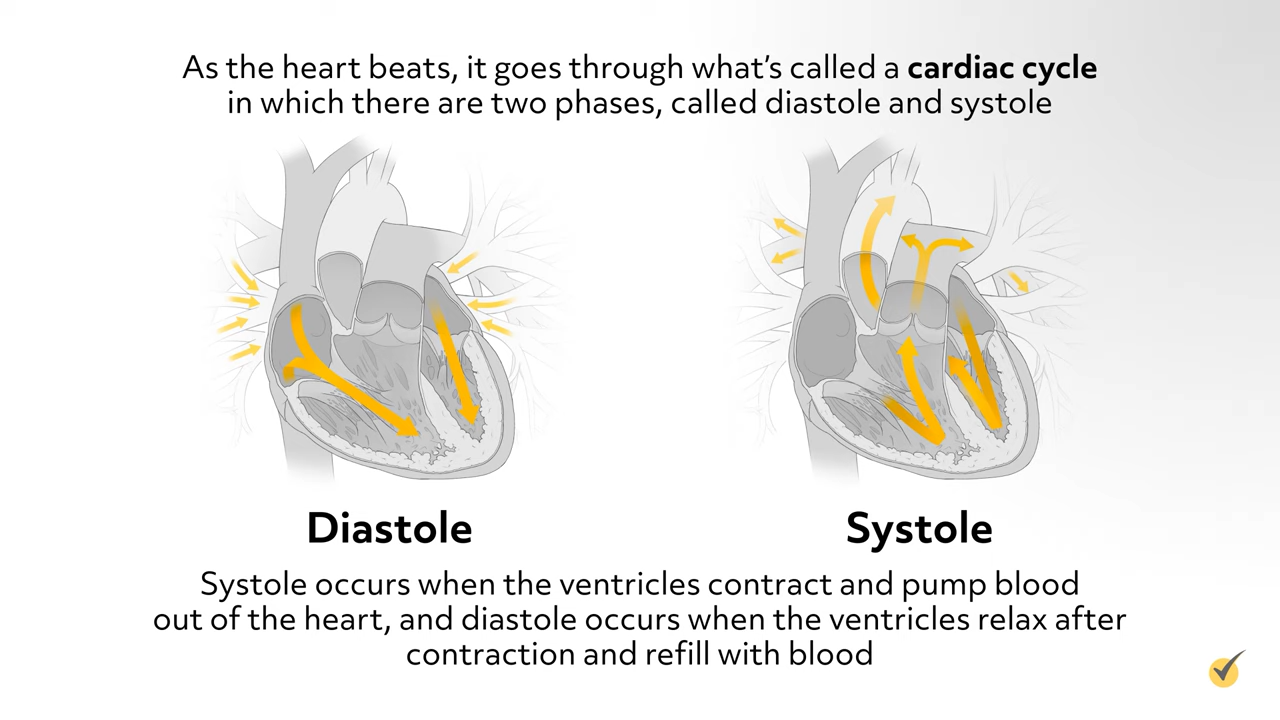 As the heart beats, it goes through what’s called a cardiac cycle
in which there are two phases, called diastole and systole
Diastole
Systole
Systole occurs when the ventricles contract and pump blood
out of the heart, and diastole occurs when the ventricles relax after
contraction and refill with blood